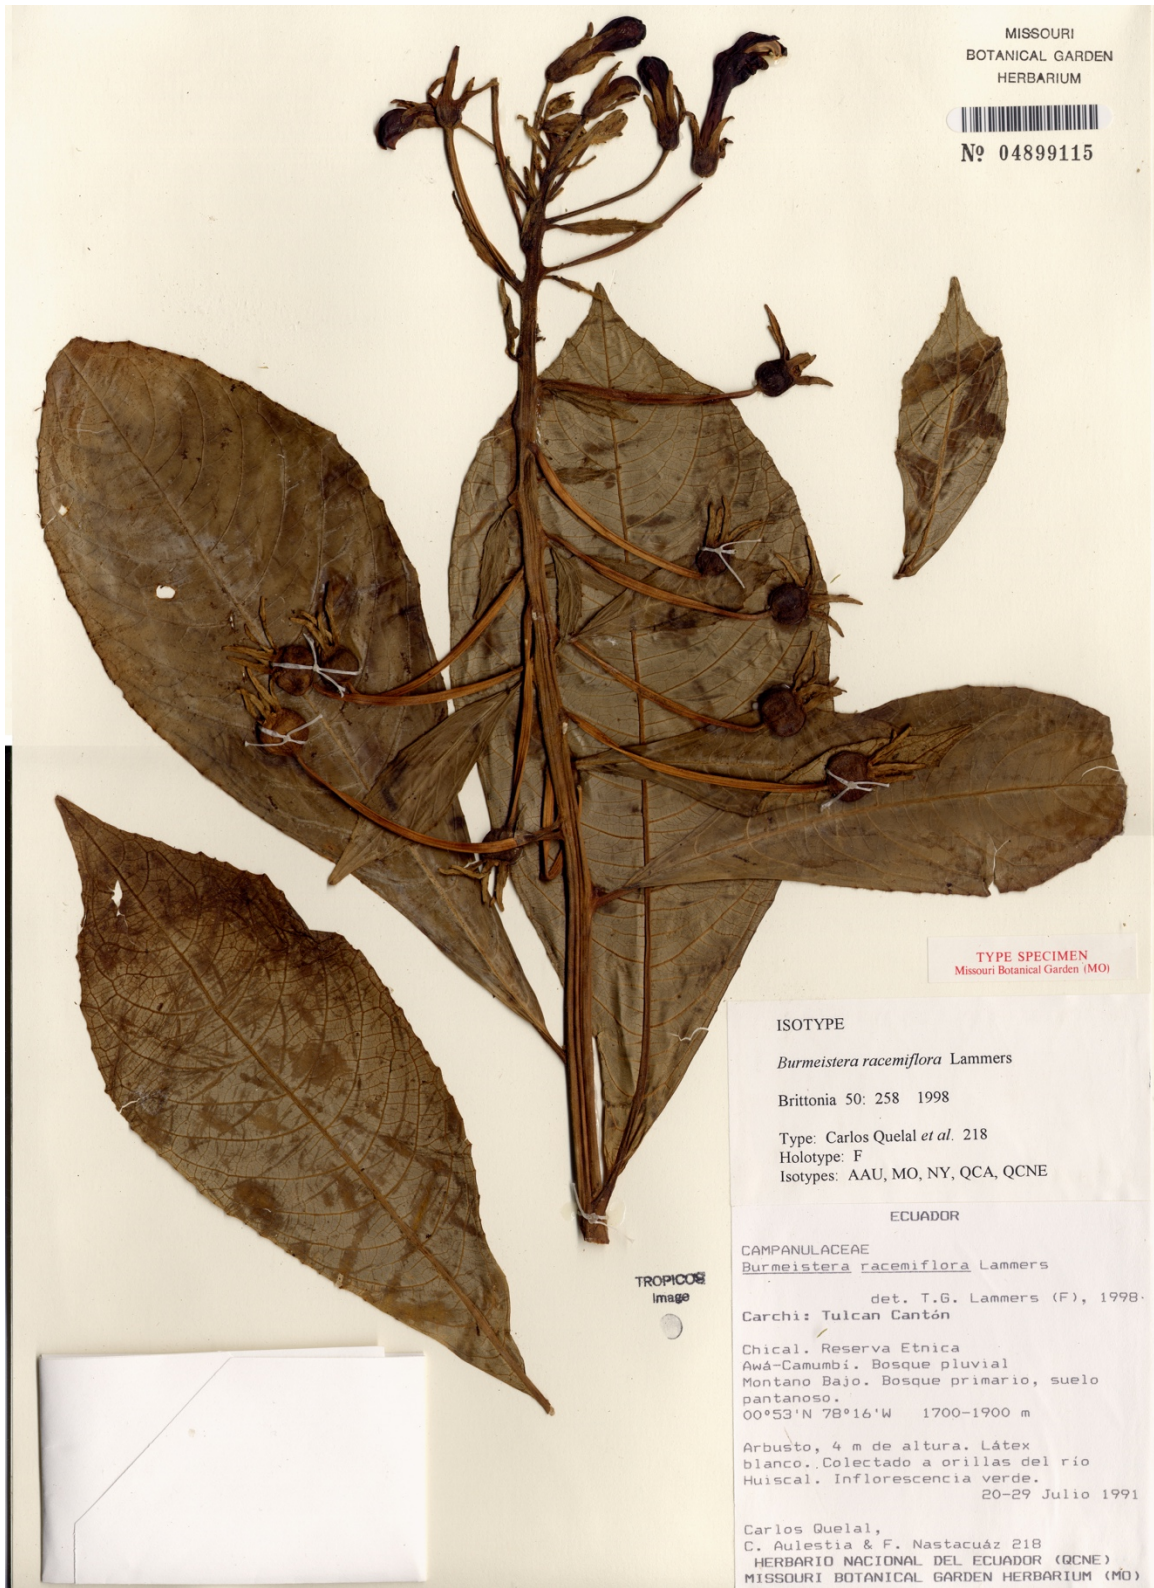 MISSOURI
BOTANICAL GARDEN
HERBARIUM
Nº 04899115
TYPE SPECIMEN
Missouri Botanical Garden (MO)
ISOTYPE
Burmeistera racemiflora Lammers
Brittonia 50: 258 1998
Type: Carlos Quelal et al. 218
Holotype: F
Isotypes: AAU, MO, NY, QCA, QCNE
ECUADOR
CAMPANULACEAE
Burmeistera racemiflora Lammers
det. T.G. Lammers (F), 1998.
Carchi: Tulcan Cantón
Chical. Reserva Etnica
Awá-Camumbí. Bosque pluvial
Montano Bajo. Bosque primario, suelo
pantanoso.
00°53'N 78°16'W 1700-1900 m
Arbusto, 4 m de altura. Látex
blanco. Colectado a orillas del río
Huiscal. Inflorescencia verde.
20-29 Julio 1991
Carlos Quelal,
C. Aulestia & F. Nastacuáz 218
HERBARIO NACIONAL DEL ECUADOR (QCNE)
MISSOURI BOTANICAL GARDEN HERBARIUM (MO)
TROPICOS
Image